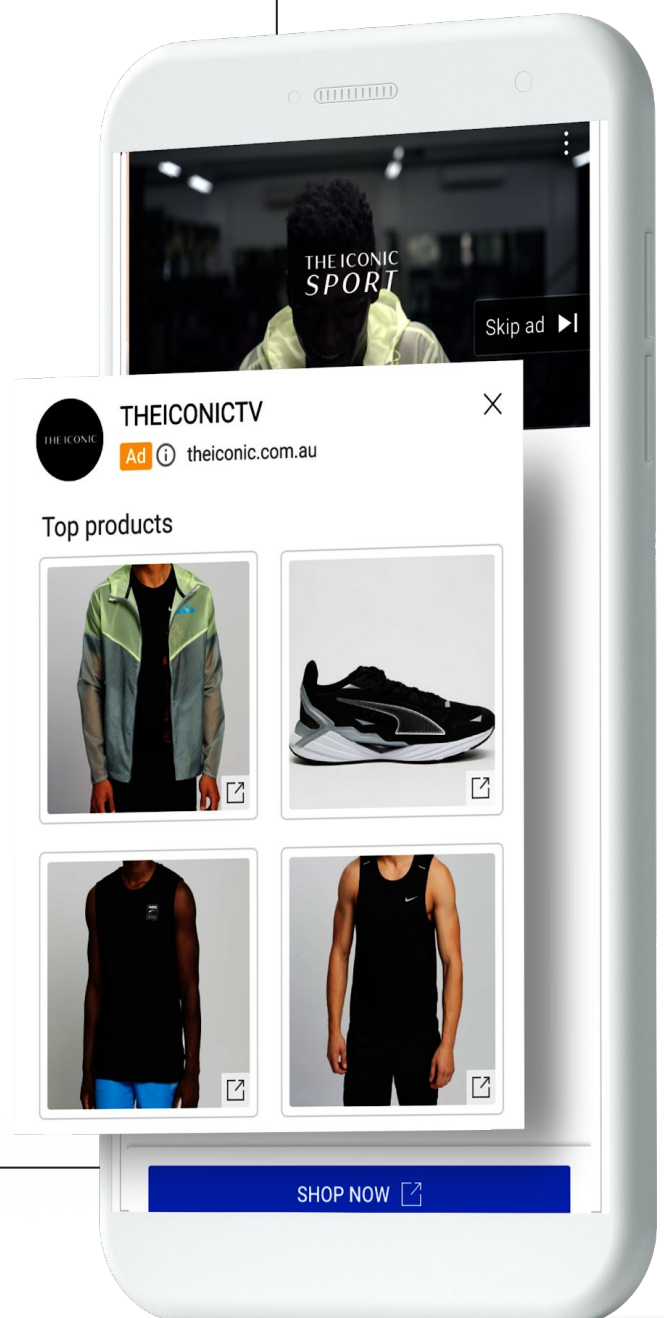 THE ICONIC
SPORT
Skip ad
THE ICONIC
THEICONICTV
Ad theiconic.com.au
Top products
SHOP NOW